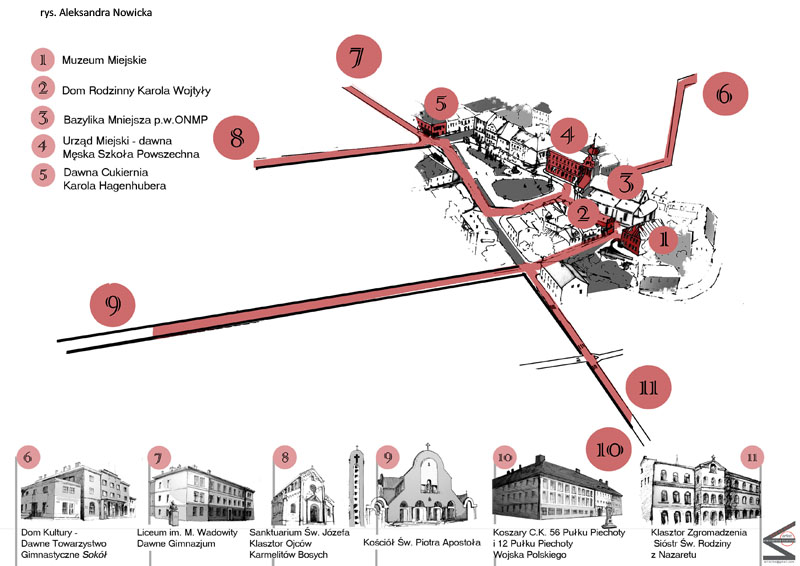 rys. Aleksandra Nowicka
1 Muzeum Miejskie
2 Dom Rodzinny Karola Wojtyły
3 Bazylika Mniejsza p.w.ONMP
4 Urząd Miejski - dawna
Męska Szkoła Powszechna
5 Dawna Cukiernia
Karola Hagenhubera
7
5
6
8
4
3
2
1
9
11
10
6
7
8
9
10
11
Dom Kultury -
Dawne Towarzystwo
Gimnastyczne Sokół
Liceum im. M. Wadowity
Dawne Gimnazjum
Sanktuarium Św. Józefa
Klasztor Ojców
Karmelitów Bosych
Kościół Św. Piotra Apostoła
Koszary C.K. 56 Pułku Piechoty
i 12 Pułku Piechoty
Wojska Polskiego
Klasztor Zgromadzenia
Sióstr Św. Rodziny
z Nazaretu